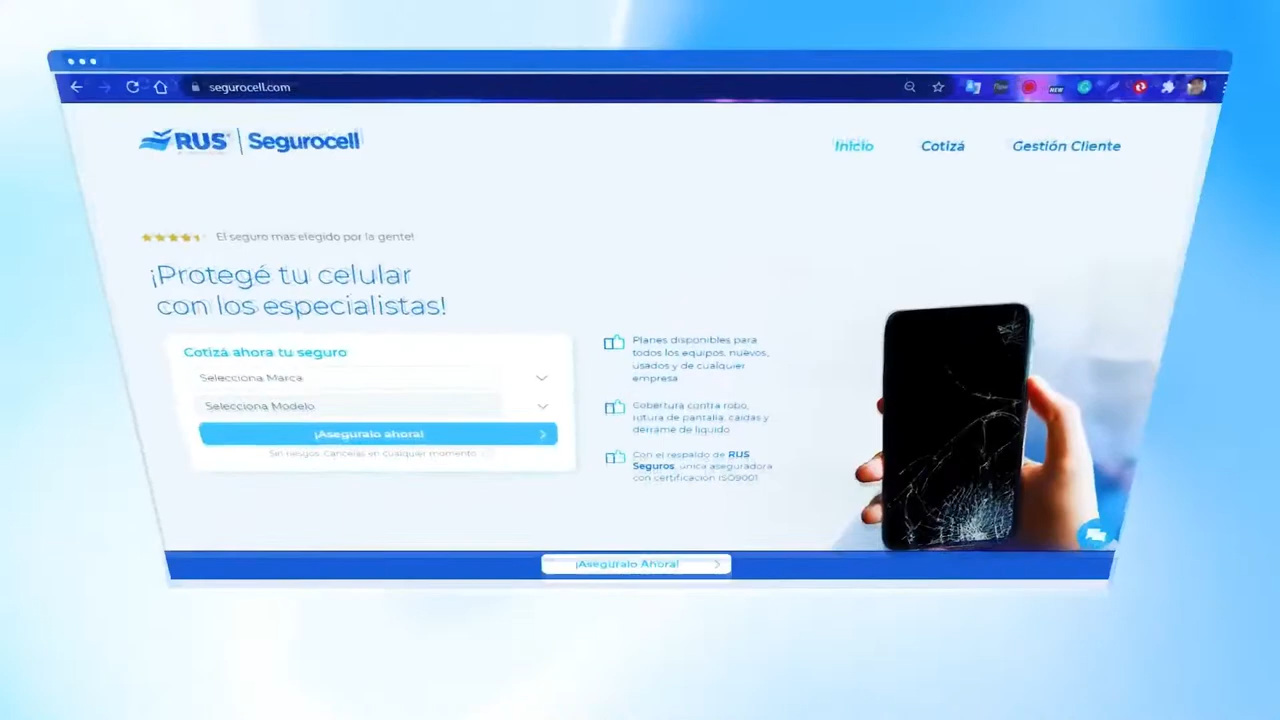 segurocell.com
NEW
RUS | Segurocell
Inicio
Cotizá
Gestión Cliente
El seguro más elegido por la gente!
¡Protegé tu celular
con los especialistas!
Cotizá ahora tu seguro
Selecciona Marca
Selecciona Modelo
¡Aseguralo ahora!
Sin riesgos. Cancelas en cualquier momento.
Planes disponibles para
todos los equipos, nuevos,
usados y de cualquier
empresa
Cobertura contra robo,
rotura de pantalla, caídas y
derrame de líquido
Con el respaldo de RUS
Seguros, única aseguradora
con certificación ISO9001
¡Aseguralo Ahora!